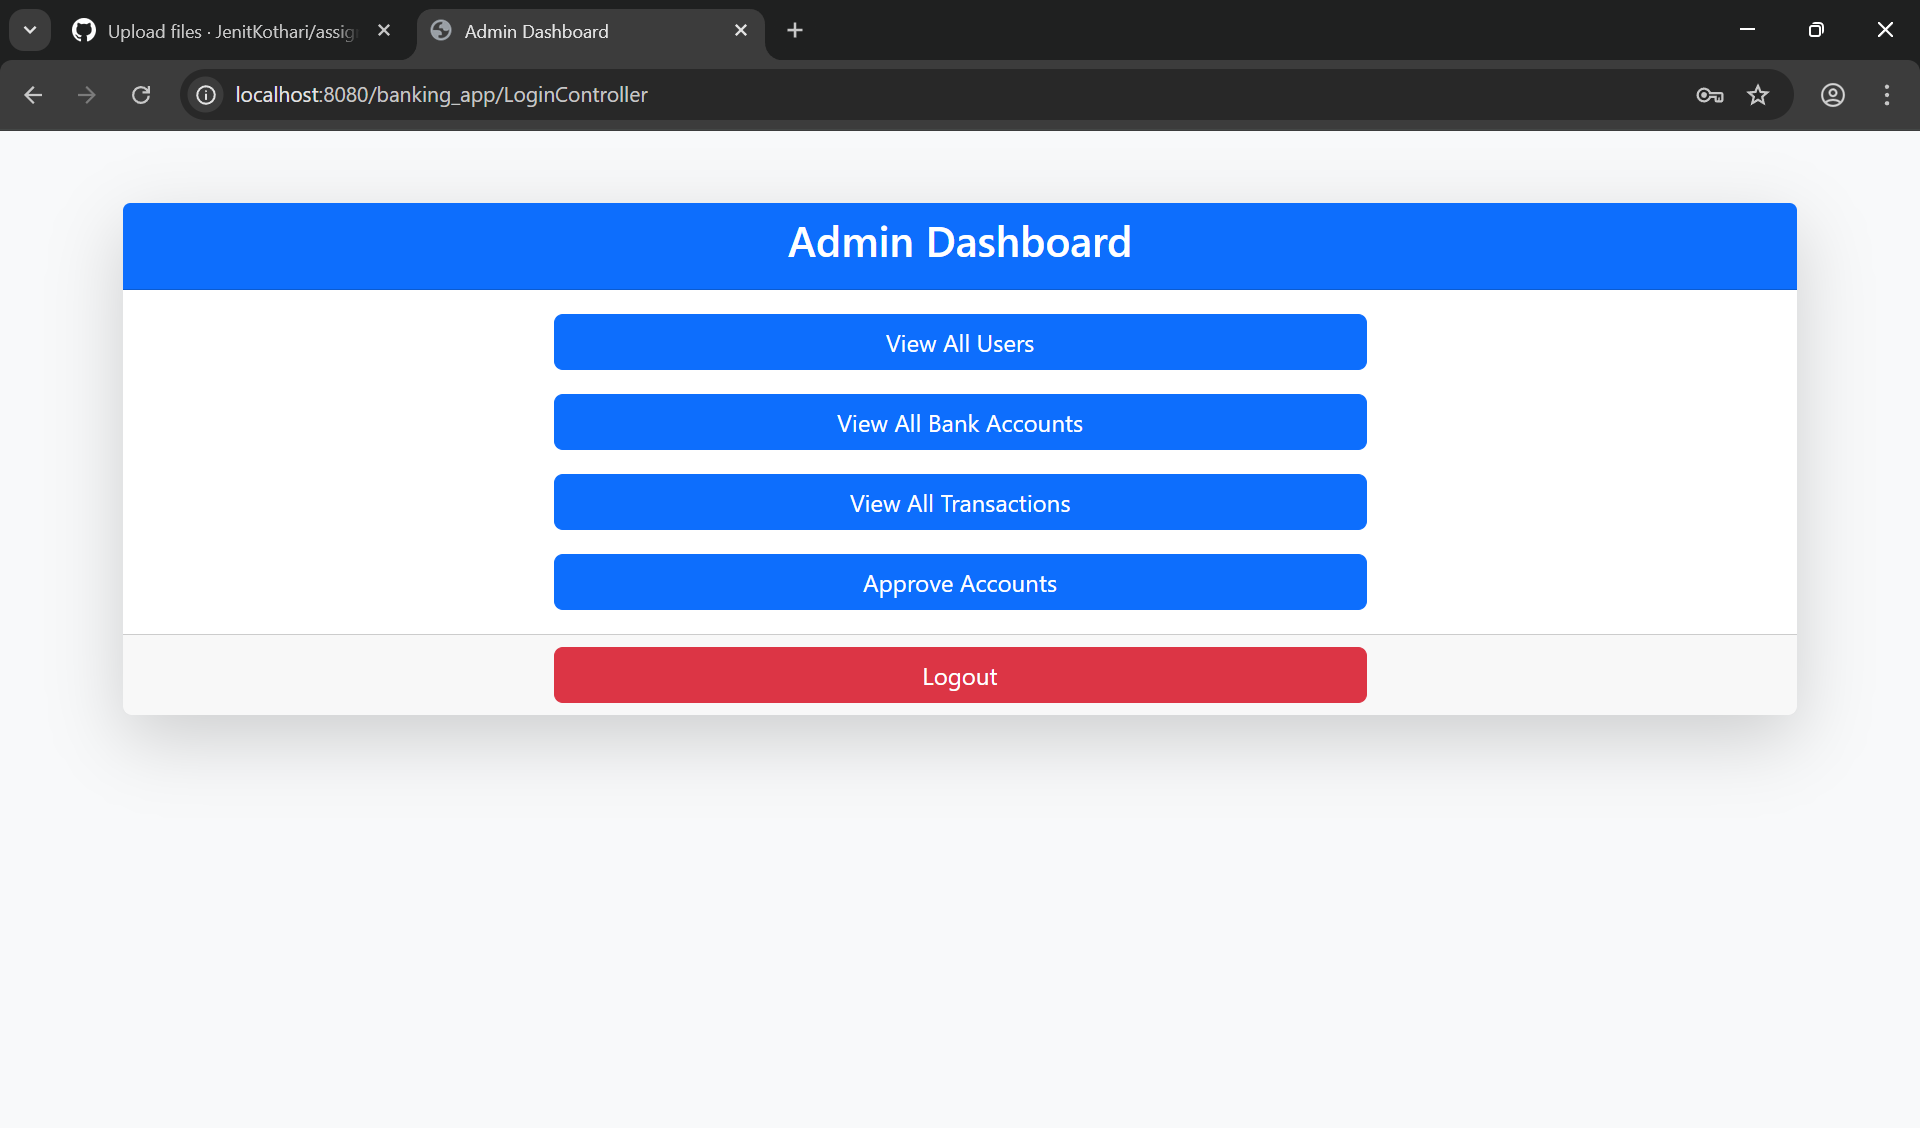 Upload files · JenitKothari/assig
Admin Dashboard
localhost:8080/banking_app/LoginController
Admin Dashboard
View All Users
View All Bank Accounts
View All Transactions
Approve Accounts
Logout